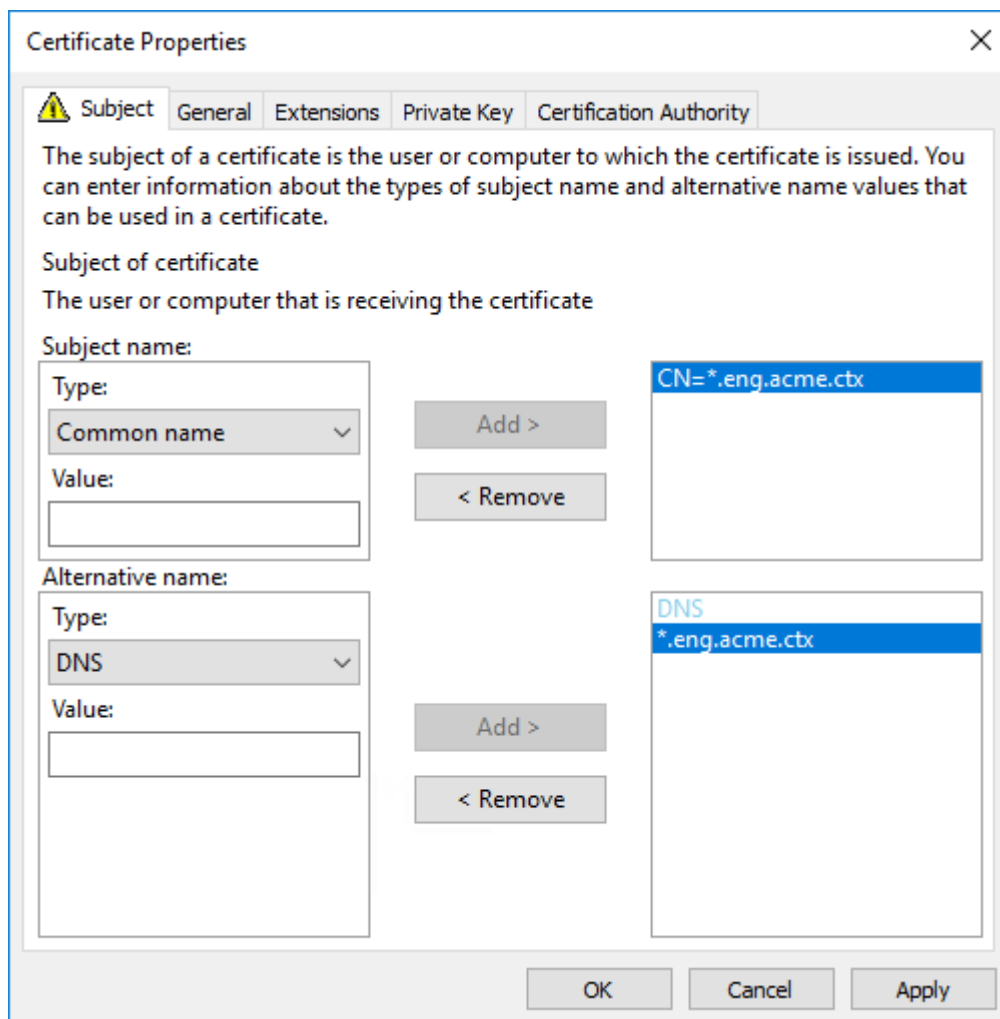 Certificate Properties
Subject General Extensions Private Key Certification Authority
The subject of a certificate is the user or computer to which the certificate is issued. You
can enter information about the types of subject name and alternative name values that
can be used in a certificate.
Subject of certificate
The user or computer that is receiving the certificate
Subject name:
Type:
Common name
Value:
Add >
< Remove
CN=*.eng.acme.ctx
Alternative name:
Type:
DNS
Value:
Add >
< Remove
DNS
*.eng.acme.ctx
OK Cancel Apply